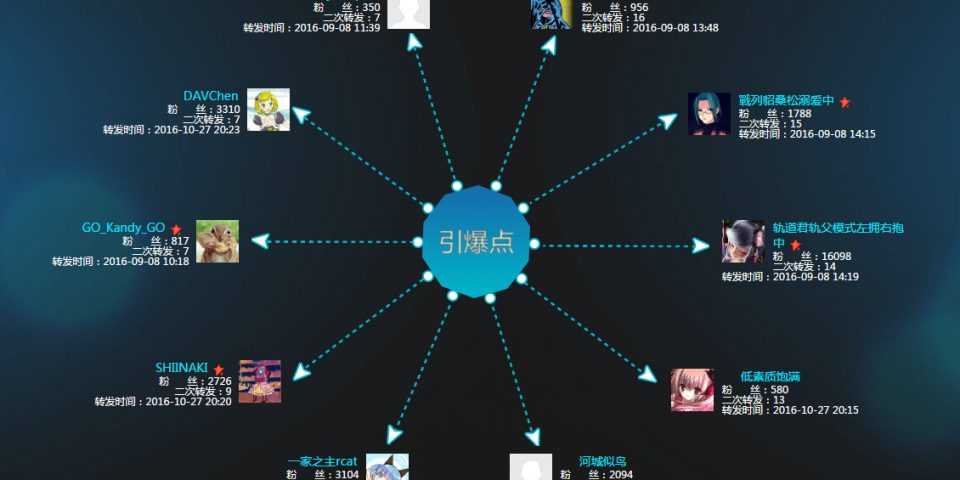 粉 丝：350
二次转发：7
转发时间：2016-09-08 11:39
粉 丝：956
二次转发：16
转发时间：2016-09-08 13:48
DAVChen
粉 丝：3310
二次转发：7
转发时间：2016-10-27 20:23
戰列貂桑松溺爱中
粉 丝：1788
二次转发：15
转发时间：2016-09-08 14:15
GO_Kandy_GO
粉 丝：817
二次转发：7
转发时间：2016-09-08 10:18
引爆点
轨道君轨父模式左拥右抱
中
粉 丝：16098
二次转发：14
转发时间：2016-09-08 14:19
SHIINAKI
粉 丝：2726
二次转发：9
转发时间：2016-10-27 20:20
低素质饱满
粉 丝：580
二次转发：13
转发时间：2016-10-27 20:15
一家之主rcat
粉 丝：3104
河城似鸟
粉 丝：2094